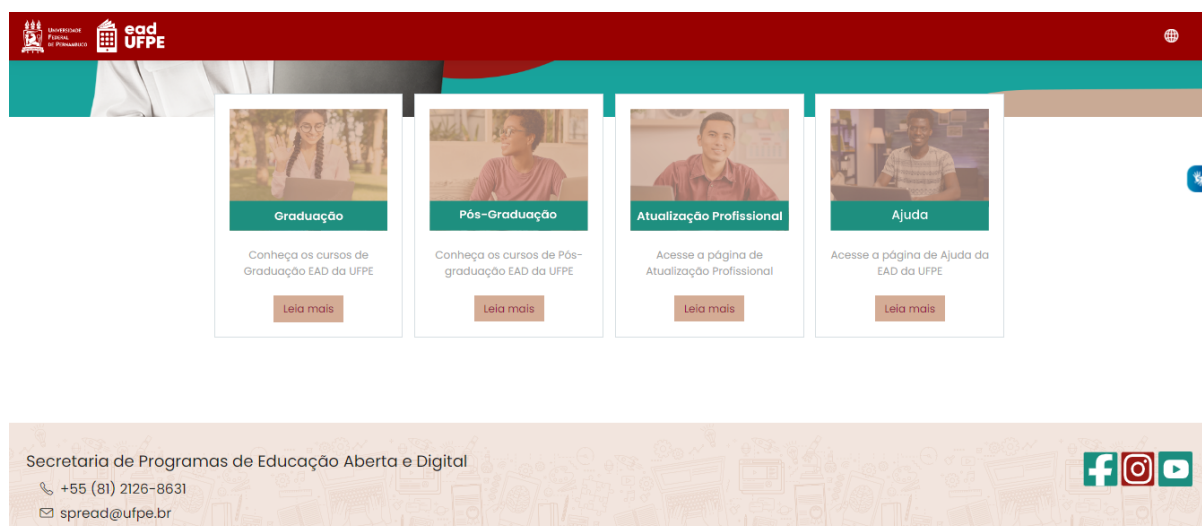 UNIVERSIDADE
FEDERAL
DE PERNAMBUCO
ead
UFPE
Graduação
Conheça os cursos de
Graduação EAD da UFPE
Leia mais
Pós-Graduação
Conheça os cursos de Pós-
graduação EAD da UFPE
Leia mais
Atualização Profissional
Acesse a página de
Atualização Profissional
Leia mais
Ajuda
Acesse a página de Ajuda da
EAD da UFPE
Leia mais
Secretaria de Programas de Educação Aberta e Digital
+55 (81) 2126-8631
spread@ufpe.br